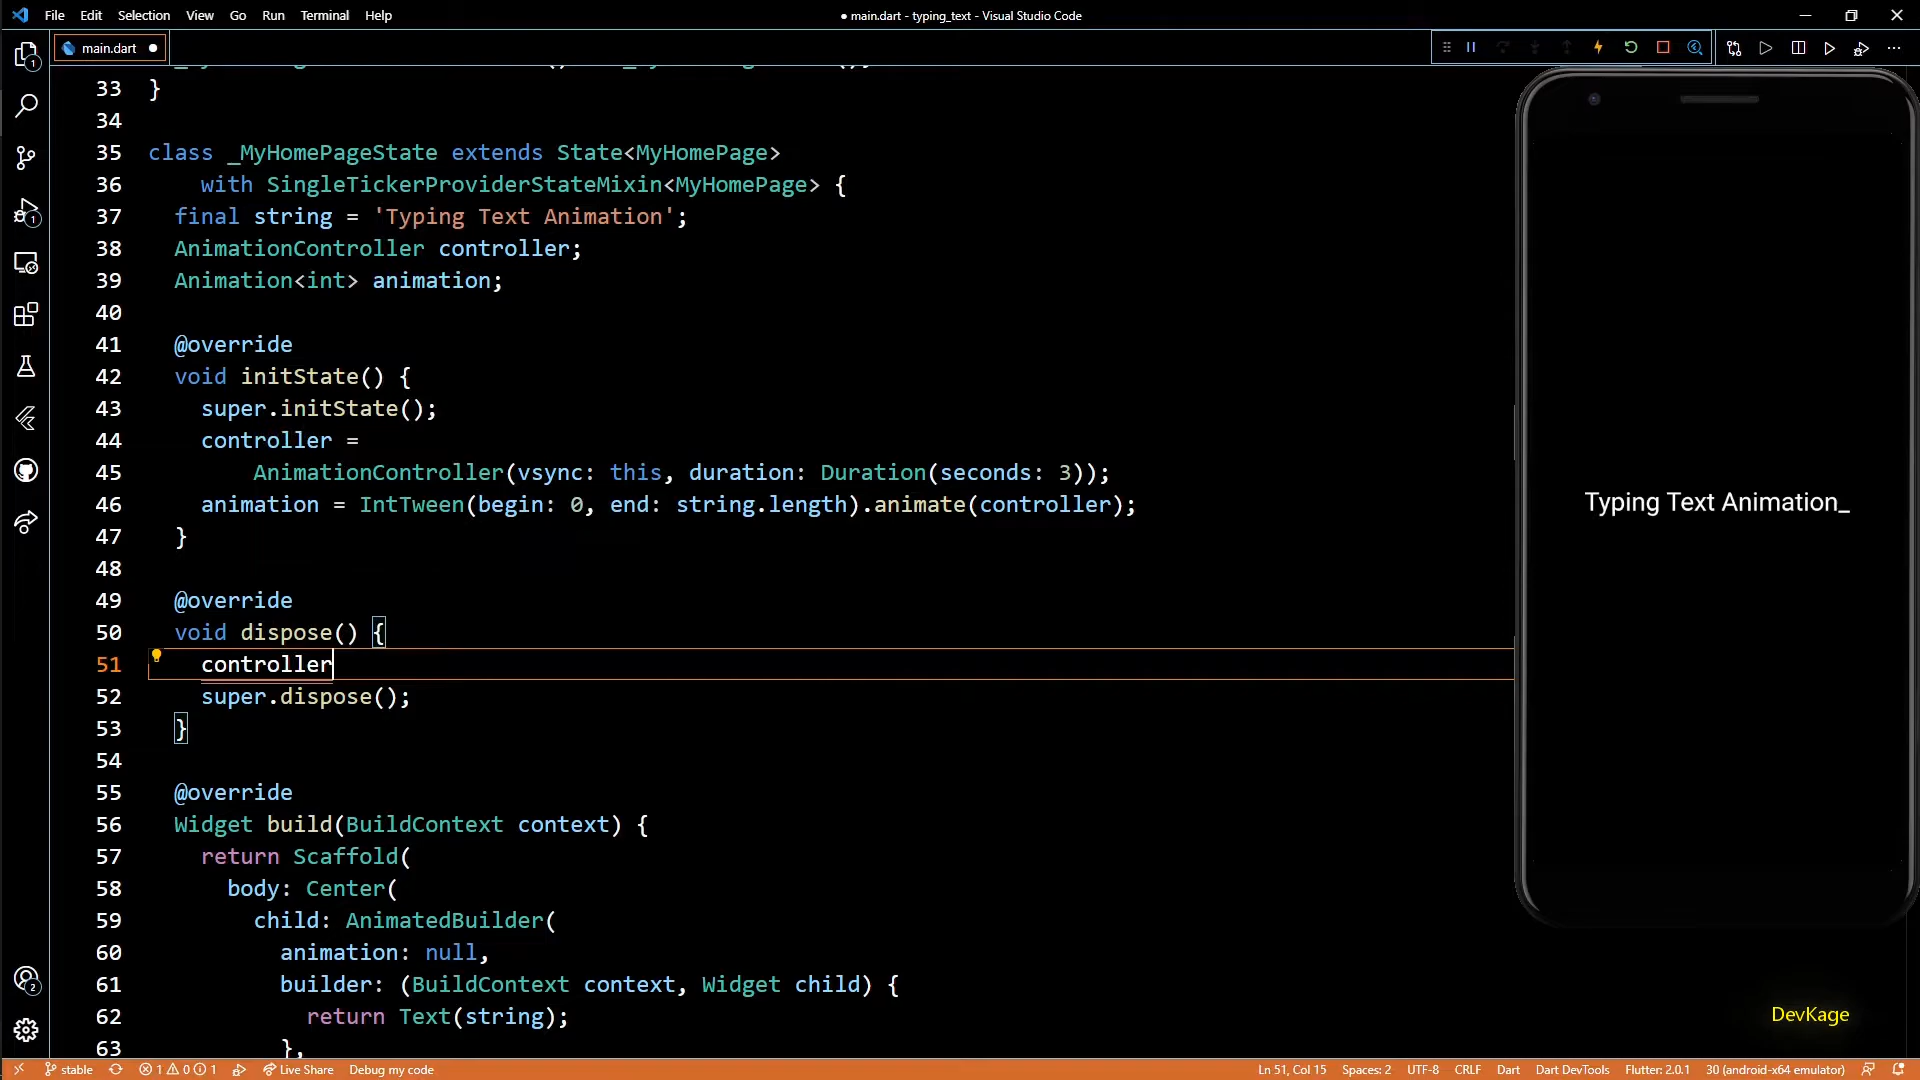 File Edit Selection View Go Run Terminal Help
● main.dart - typing_text - Visual Studio Code
main.dart ●
33 }
34
35 class _MyHomePageState extends State<MyHomePage>
36 with SingleTickerProviderStateMixin<MyHomePage> {
37 final string = 'Typing Text Animation';
38 AnimationController controller;
39 Animation<int> animation;
40
41 @override
42 void initState() {
43 super.initState();
44 controller =
45 AnimationController(vsync: this, duration: Duration(seconds: 3));
46 animation = IntTween(begin: 0, end: string.length).animate(controller);
47 }
48
49 @override
50 void dispose() {
51 controller
52 super.dispose();
53 }
54
55 @override
56 Widget build(BuildContext context) {
57 return Scaffold(
58 body: Center(
59 child: AnimatedBuilder(
60 animation: null,
61 builder: (BuildContext context, Widget child) {
62 return Text(string);
63 },
Typing Text Animation_
DevKage
1
1
2
stable 1 0 1 Live Share Debug my code Ln 51, Col 15 Spaces: 2 UTF-8 CRLF Dart Dart DevTools Flutter: 2.0.1 30 (android-x64 emulator)